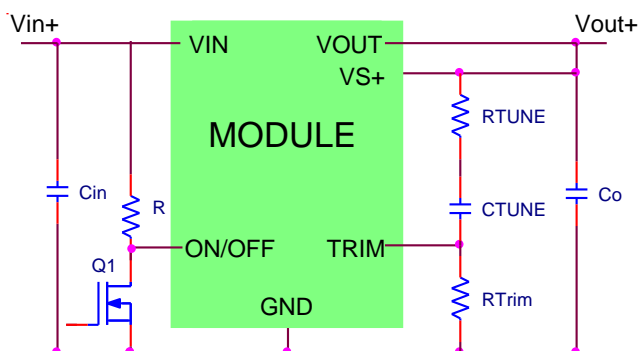 Vin+
Vout+
VIN
VOUT
VS+
RTUNE
MODULE
Cin
R
CTUNE
Co
ON/OFF
TRIM
Q1
RTrim
GND